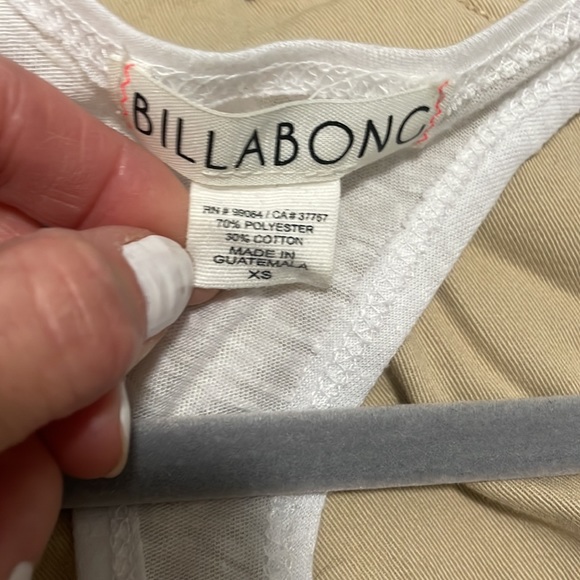 BILLABONG
RN# 99064 / CA# 37757
70% POLYESTER
30% COTTON
MADE IN
GUATEMALA
XS